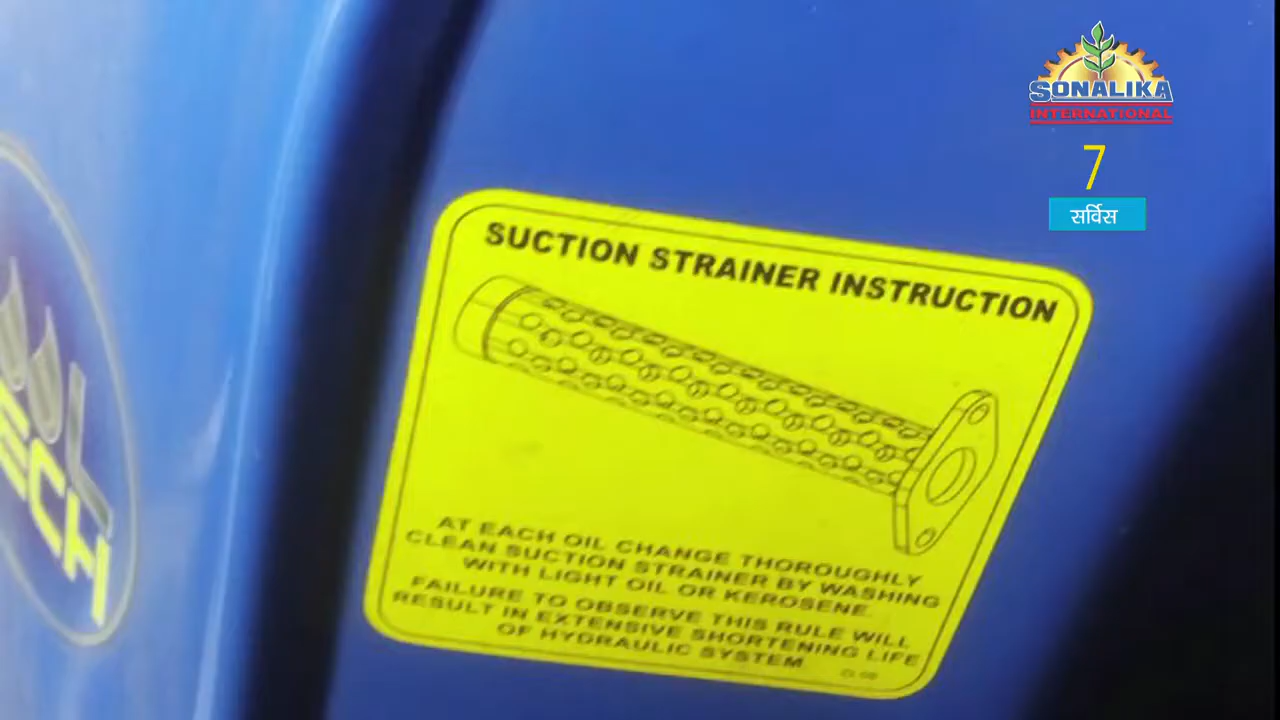 SONALIKA
INTERNATIONAL
7
सर्विस
SUCTION STRAINER INSTRUCTION
AT EACH OIL CHANGE THOROUGHLY
CLEAN SUCTION STRAINER BY WASHING
WITH LIGHT OIL OR KEROSENE.
FAILURE TO OBSERVE THIS RULE WILL
RESULT IN EXTENSIVE SHORTENING LIFE
OF HYDRAULIC SYSTEM
ECH